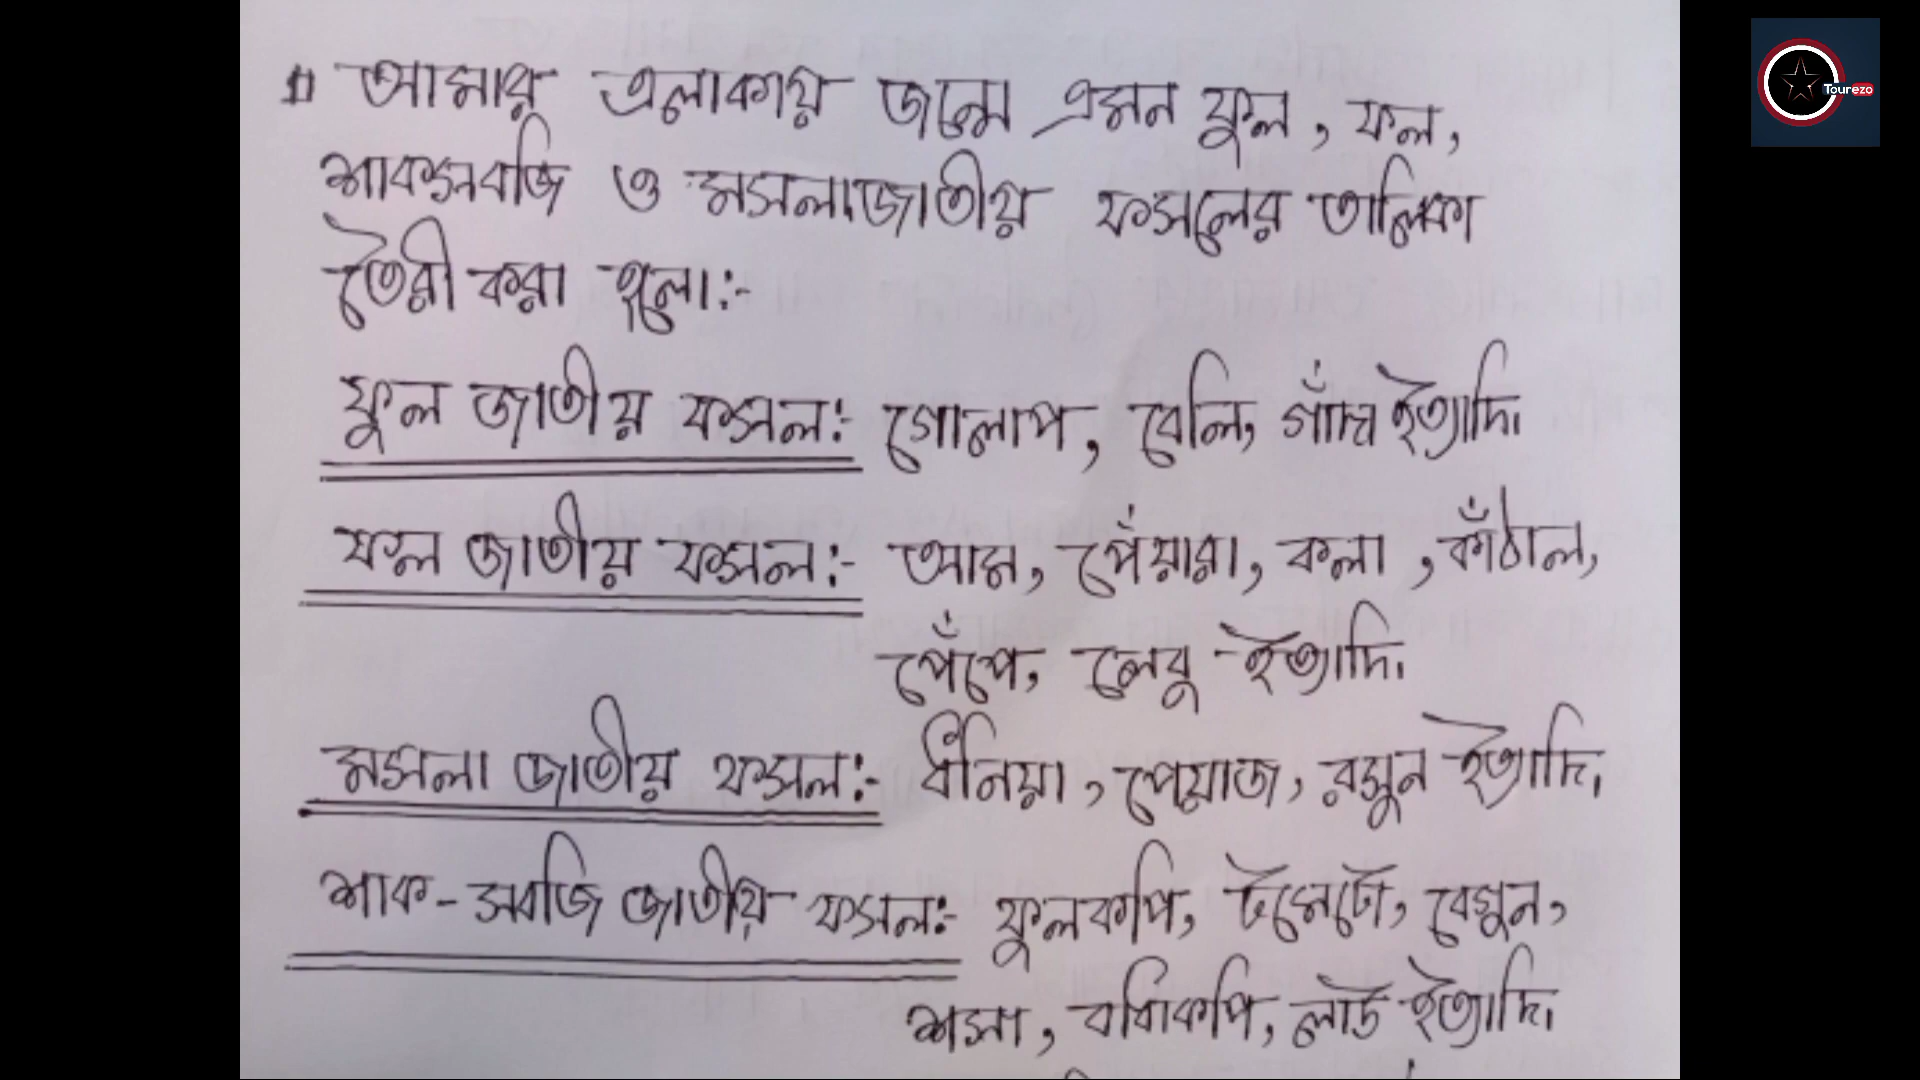 ১। আমার এলাকায় জন্মে এমন ফুল, ফল,
Tourezo
শাকসবজি ও মসলাজাতীয় ফসলের তালিকা
তৈরী করা হলো:-
ফুল জাতীয় ফসল:- গোলাপ, বেলি, গাঁদা ইত্যাদি।
ফল জাতীয় ফসল:- আম, পেঁয়ারা, কলা, কাঁঠাল,
পেঁপে, লেবু ইত্যাদি।
মসলা জাতীয় ফসল:- ধনিয়া, পেয়াজ, রসুন ইত্যাদি।
শাক-সবজি জাতীয় ফসল:- ফুলকপি, টমেটো, বেগুন,
শসা, বাধাকপি, লাউ ইত্যাদি।